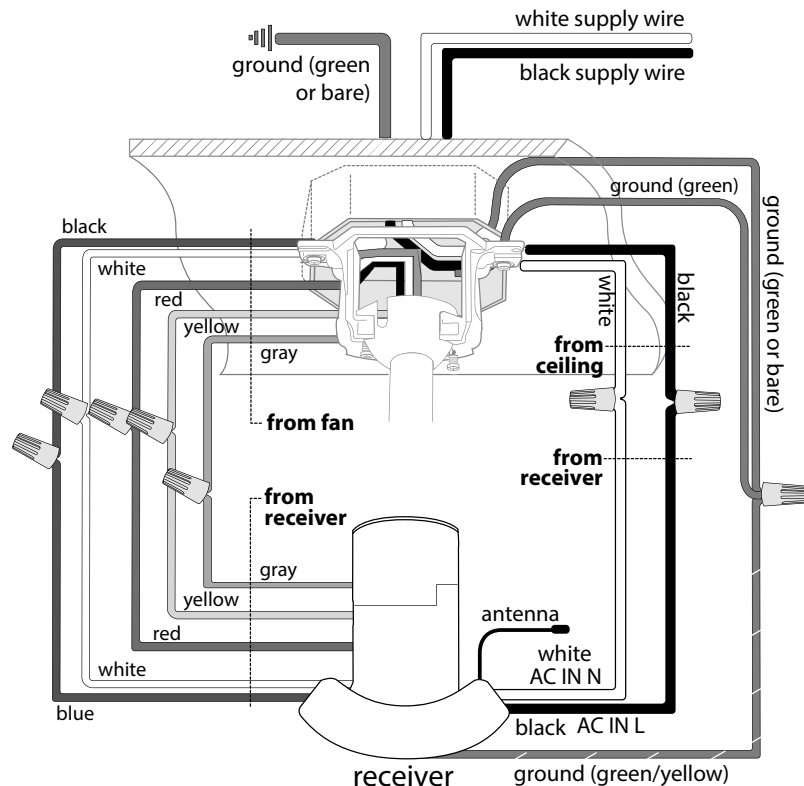 white supply wire
ground (green
or bare)
black supply wire
ground (green)
black
white
red
yellow
gray
white
black
ground (green or bare)
from
ceiling
from fan
from
receiver
from
receiver
gray
yellow
red
white
blue
antenna
white
AC IN N
black AC IN L
receiver
ground (green/yellow)